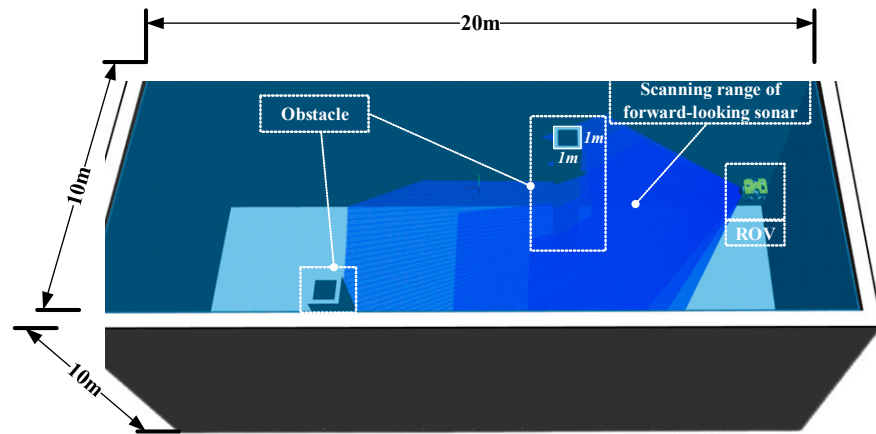 20m
Scanning range of
forward-looking sonar
Obstacle
1m
1m
10m
ROV
10m